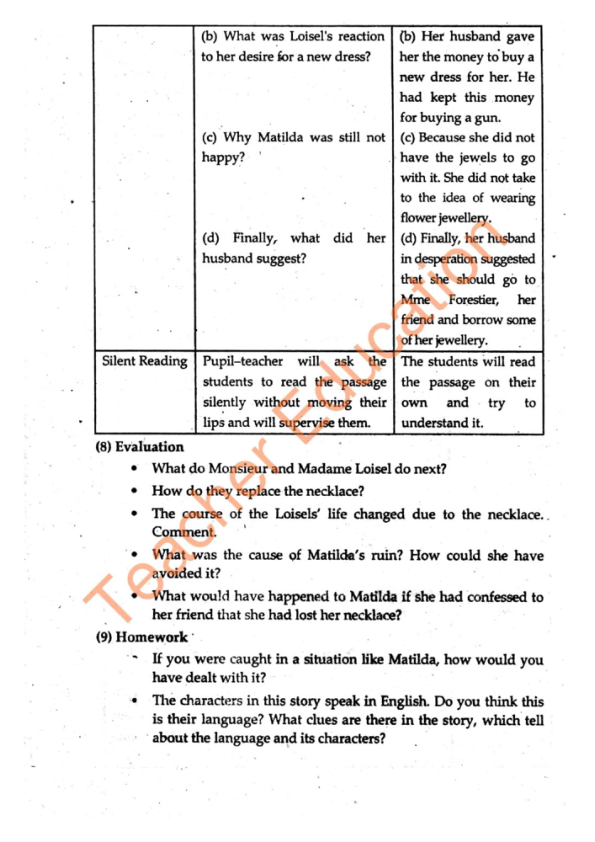 (b) What was Loisel's reaction
to her desire for a new dress?
(b) Her husband gave
her the money to buy a
new dress for her. He
had kept this money
for buying a gun.
(c) Why Matilda was still not
happy?
(c) Because she did not
have the jewels to go
with it. She did not take
to the idea of wearing
flower jewellery.
(d) Finally, what did her
husband suggest?
(d) Finally, her husband
in desperation suggested
that she should go to
Mme Forestier, her
friend and borrow some
of her jewellery.
Silent Reading
Pupil–teacher will ask the
students to read the passage
silently without moving their
lips and will supervise them.
The students will read
the passage on their
own and try to
understand it.
(8) Evaluation
• What do Monsieur and Madame Loisel do next?
• How do they replace the necklace?
• The course of the Loisels' life changed due to the necklace.
Comment.
• What was the cause of Matilda's ruin? How could she have
avoided it?
• What would have happened to Matilda if she had confessed to
her friend that she had lost her necklace?
(9) Homework
- If you were caught in a situation like Matilda, how would you
have dealt with it?
• The characters in this story speak in English. Do you think this
is their language? What clues are there in the story, which tell
about the language and its characters?
Teacher Education